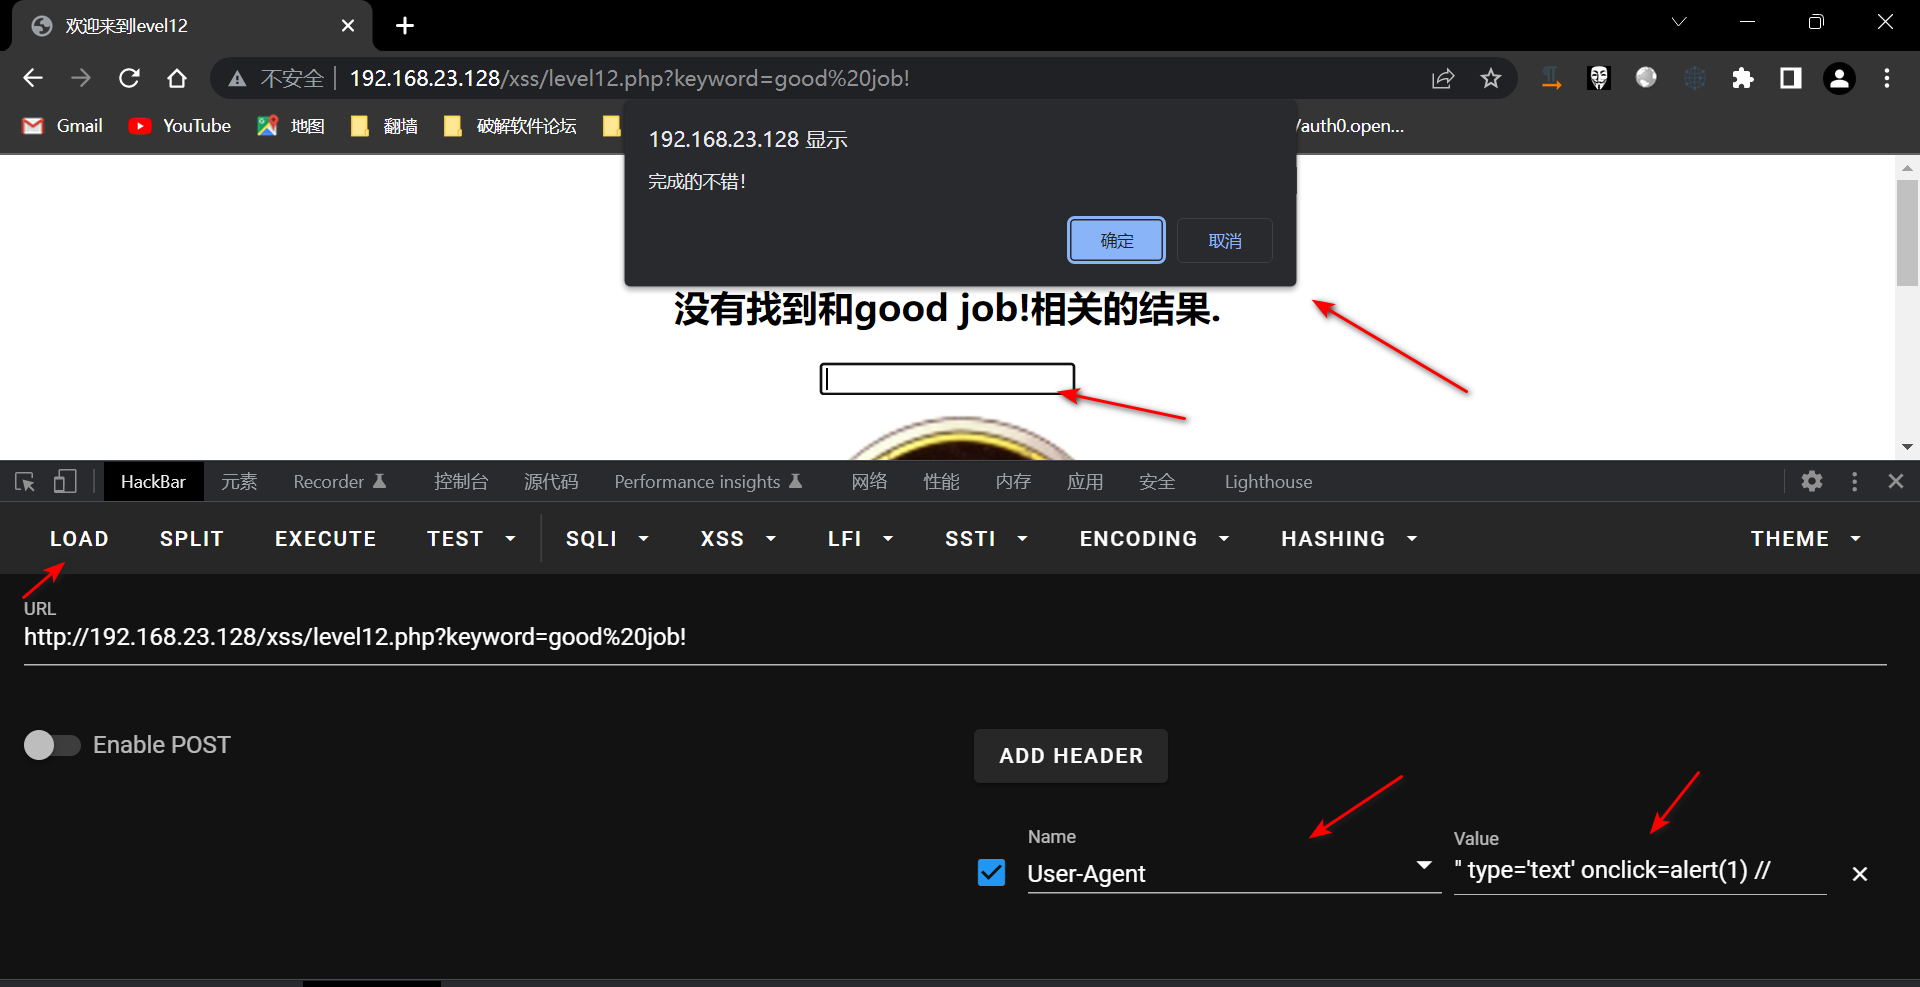 欢迎来到level12
不安全 192.168.23.128/xss/level12.php?keyword=good%20job!
Gmail YouTube 地图 翻墙 破解软件论坛 /auth0.open...
192.168.23.128 显示
完成的不错!
确定 取消
没有找到和good job!相关的结果.
HackBar 元素 Recorder 控制台 源代码 Performance insights 网络 性能 内存 应用 安全 Lighthouse
LOAD SPLIT EXECUTE TEST SQLI XSS LFI SSTI ENCODING HASHING THEME
URL
http://192.168.23.128/xss/level12.php?keyword=good%20job!
Enable POST
ADD HEADER
Name Value
User-Agent " type='text' onclick=alert(1) //